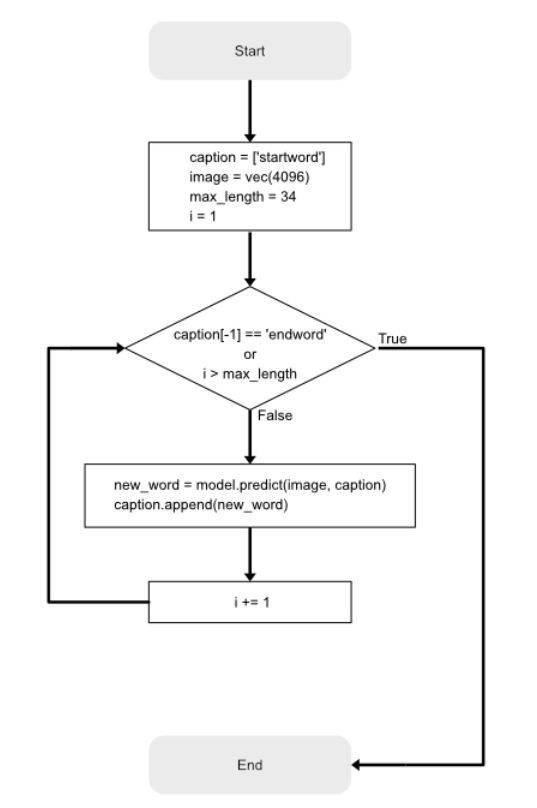 Start
caption = ['startword']
image = vec(4096)
max_length = 34
i = 1
caption[-1] == 'endword'
or
i > max_length
True
False
new_word = model.predict(image, caption)
caption.append(new_word)
i += 1
End